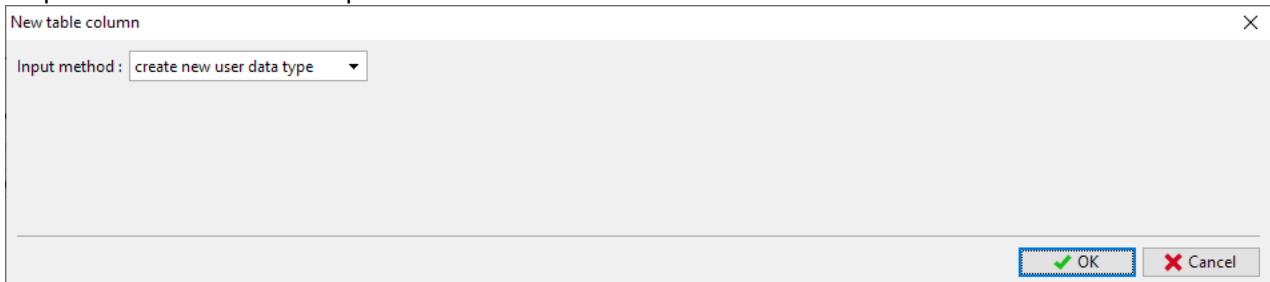 New table column
Input method : create new user data type
OK Cancel